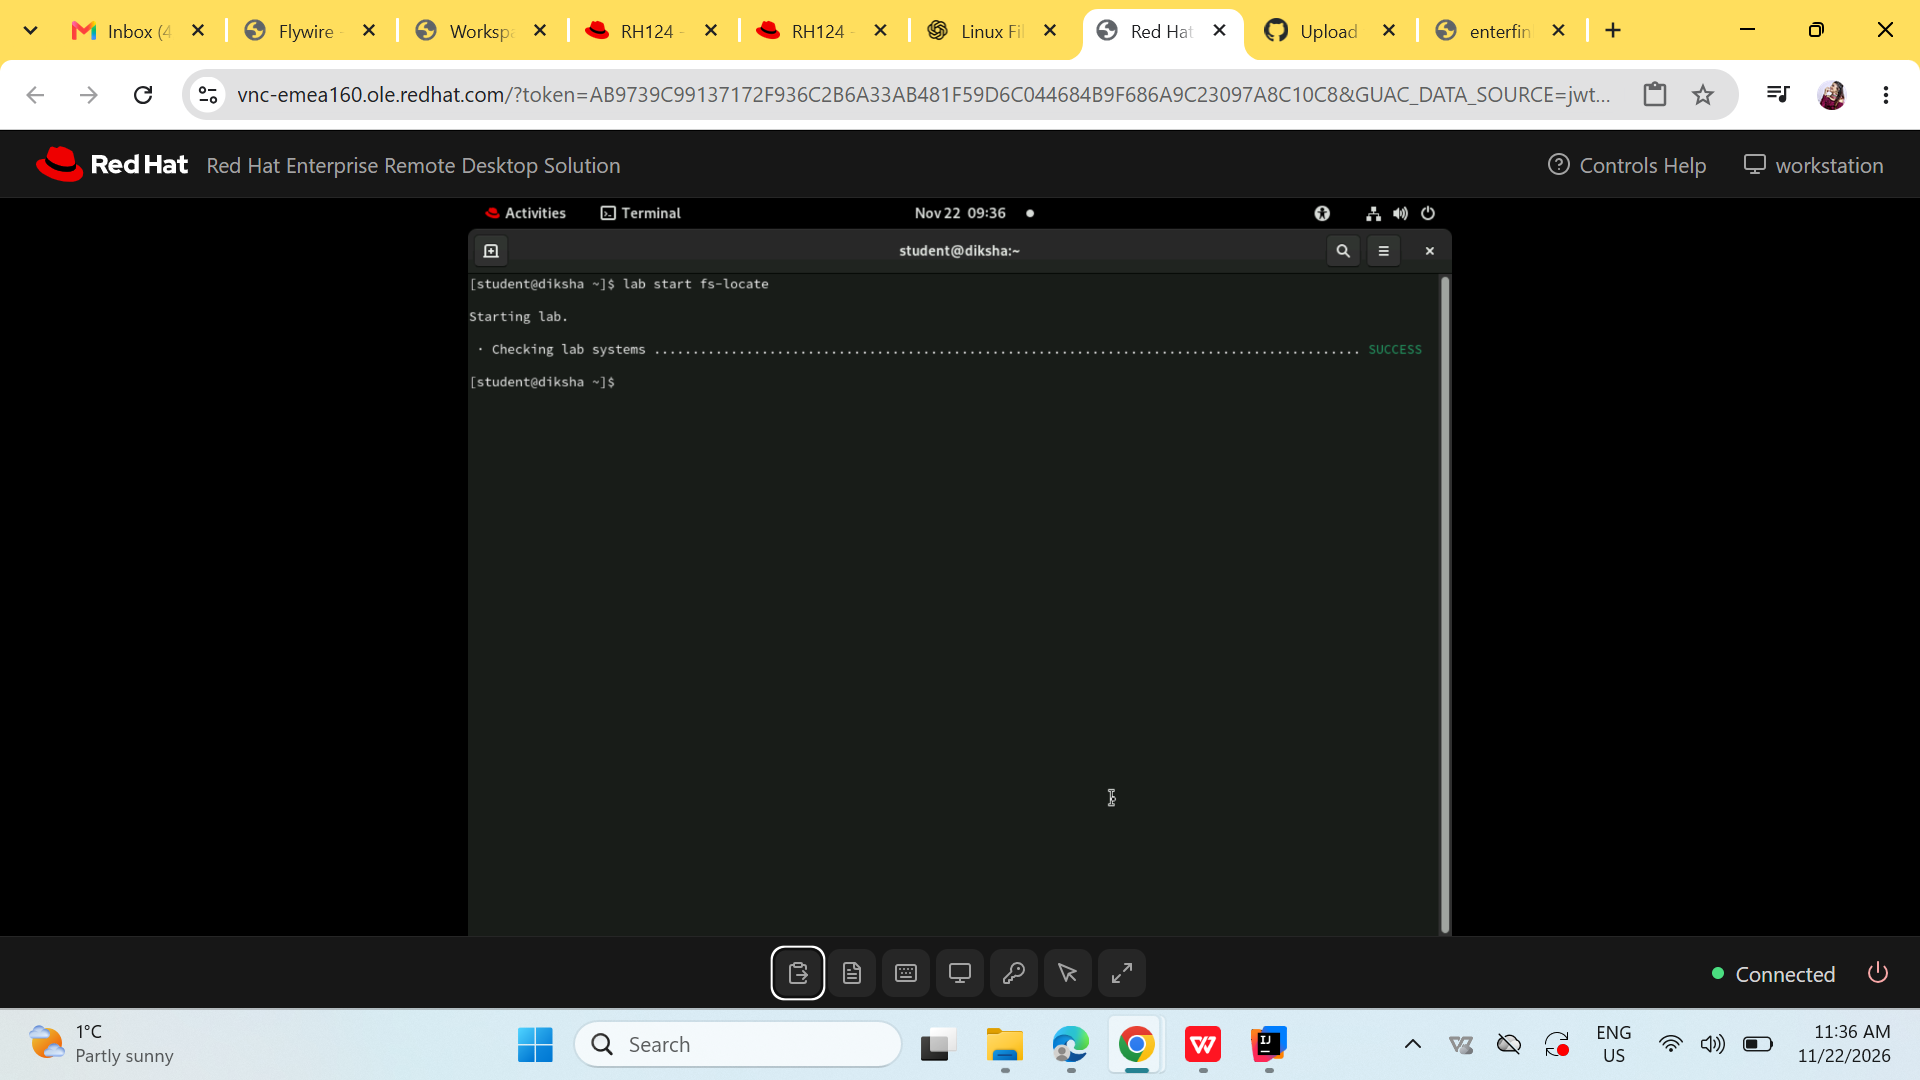 Inbox (4
Flywire -
Worksp
RH124 -
RH124 -
Linux Fil
Red Hat
Upload
enterfin
vnc-emea160.ole.redhat.com/?token=AB9739C99137172F936C2B6A33AB481F59D6C044684B9F686A9C23097A8C10C8&GUAC_DATA_SOURCE=jwt...
Red Hat
Red Hat Enterprise Remote Desktop Solution
Controls Help
workstation
Activities
Terminal
Nov 22 09:36
student@diksha:~
[student@diksha ~]$ lab start fs-locate
Starting lab.
· Checking lab systems ............................................................................................ SUCCESS
[student@diksha ~]$
Connected
1°C
Partly sunny
Search
ENG
US
11:36 AM
11/22/2026